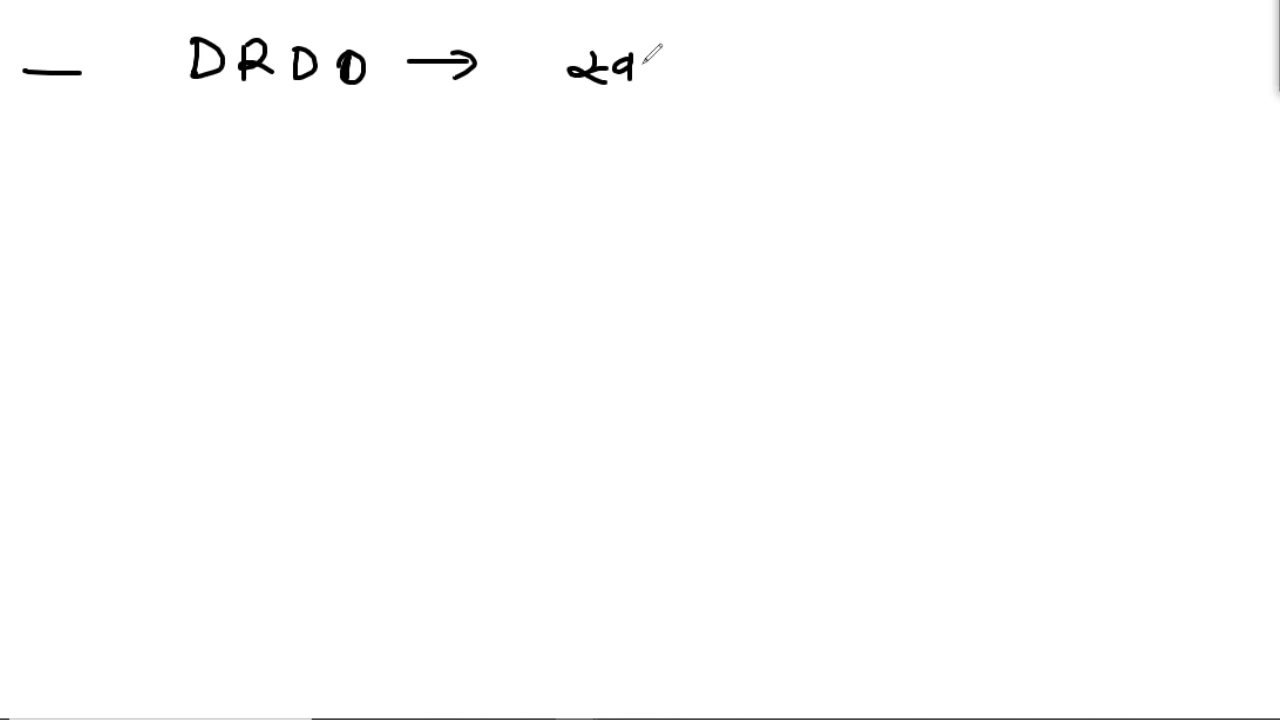 — DRDO →